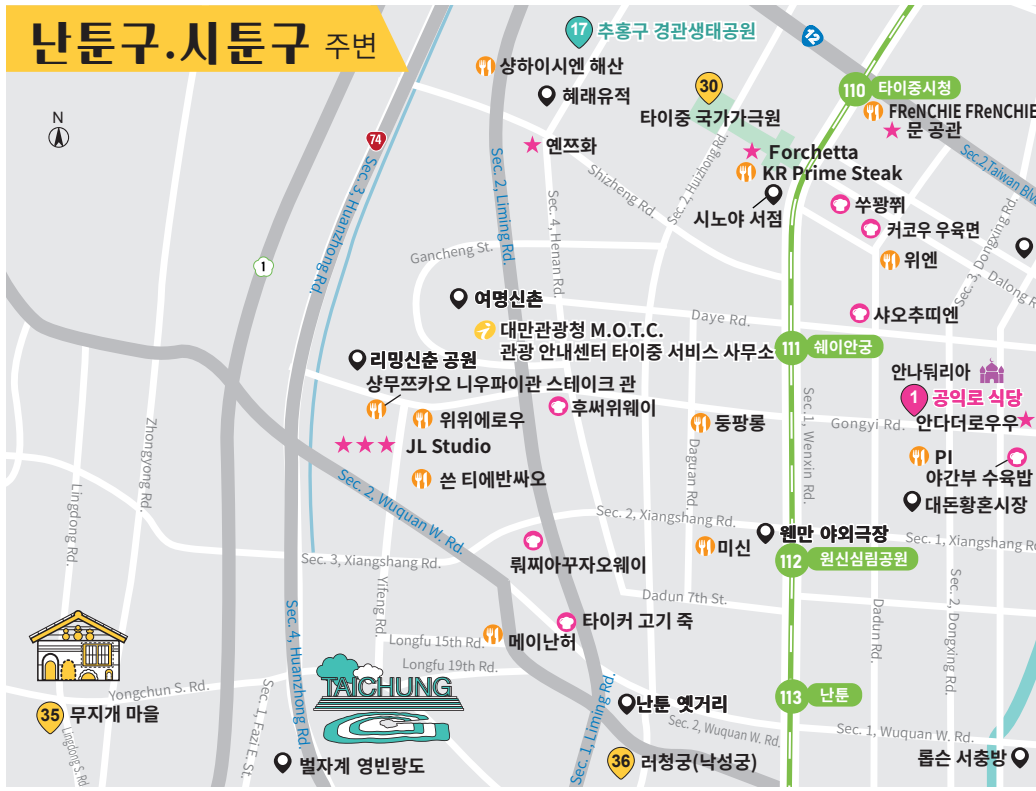 난툰구.시툰구 주변
N
17 추홍구 경관생태공원
샹하이시엔 해산
혜래유적
옌쯔화
30
타이중 국가가극원
110 타이중시청
FReNCHIE FReNCHIE
문 공관
Forchetta
KR Prime Steak
시노야 서점
쑤쾅쮜
커코우 우육면
위엔
샤오추띠엔
74
1
12
Sec. 3, Huanzhong Rd.
Sec. 2, Liming Rd.
Sec. 4, Henan Rd.
Shizheng Rd.
Sec. 2, Huizhong Rd.
Sec.2,Taiwan Blv
Sec. 3, Dongxing Rd.
Dalong R
Gancheng St.
Daye Rd.
여명신촌
대만관광청 M.O.T.C.
관광 안내센터 타이중 서비스 사무소
111 쉐이안궁
리밍신춘 공원
샹무쯔카오 니우파이관 스테이크 관
위위에로우
JL Studio
쓴 티에반싸오
후써위웨이
둥팡룽
안나둬리아
1 공익로 식당
안다더로우우
Gongyi Rd.
PI
야간부 수육밥
대돈황혼시장
Sec.1, Wenxin Rd.
Daguan Rd.
Zhongyong Rd.
Lingdong Rd.
Sec. 2, Wuquan W. Rd.
Sec. 2, Xiangshang Rd.
Sec. 1, Xiangshang Rd.
Sec. 3, Xiangshang Rd.
미신
웬만 야외극장
112 원신심림공원
뤄찌아꾸자오웨이
Dadun 7th St.
타이커 고기 죽
메이난허
Yifeng Rd.
Longfu 15th Rd.
Longfu 19th Rd.
Sec. 4, Huanzhong Rd.
Dadun Rd.
Sec. 2, Dongxing Rd.
TAICHUNG
Yongchun S. Rd.
35 무지개 마을
Lingdong S. Rd
Sec. 1, Fazi E. St.
벌자계 영빈랑도
113 난툰
난툰 옛거리
Sec. 1, Liming Rd.
Sec. 2, Wuquan W. Rd.
Sec. 1, Wuquan W. Rd.
36 러청궁(낙성궁)
롭슨 서충방